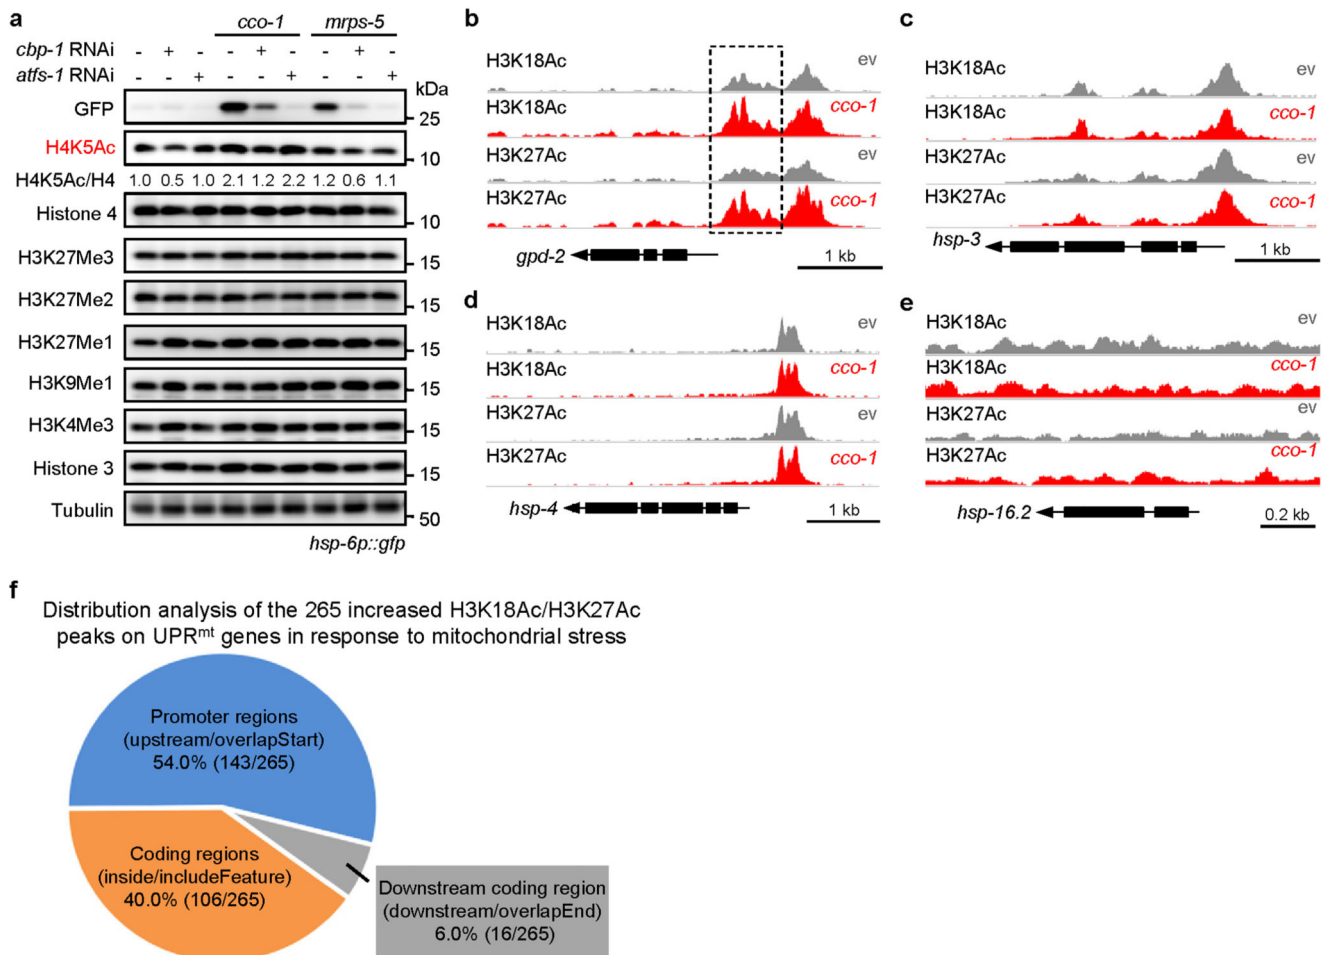 a
cco-1 mrps-5
cbp-1 RNAi - + - - + - - + -
atfs-1 RNAi - - + - - + - - +
kDa
GFP
25
H4K5Ac
10
H4K5Ac/H4 1.0 0.5 1.0 2.1 1.2 2.2 1.2 0.6 1.1
Histone 4
10
H3K27Me3
15
H3K27Me2
15
H3K27Me1
15
H3K9Me1
15
H3K4Me3
15
Histone 3
15
Tubulin
50
hsp-6p::gfp
b
H3K18Ac ev
H3K18Ac cco-1
H3K27Ac ev
H3K27Ac cco-1
gpd-2 1 kb
c
H3K18Ac ev
H3K18Ac cco-1
H3K27Ac ev
H3K27Ac cco-1
hsp-3 1 kb
d
H3K18Ac ev
H3K18Ac cco-1
H3K27Ac ev
H3K27Ac cco-1
hsp-4 1 kb
e
H3K18Ac ev
H3K18Ac cco-1
H3K27Ac ev
H3K27Ac cco-1
hsp-16.2 0.2 kb
f
Distribution analysis of the 265 increased H3K18Ac/H3K27Ac
peaks on UPRᵐᵗ genes in response to mitochondrial stress
Promoter regions
(upstream/overlapStart)
54.0% (143/265)
Coding regions
(inside/includeFeature)
40.0% (106/265)
Downstream coding region
(downstream/overlapEnd)
6.0% (16/265)